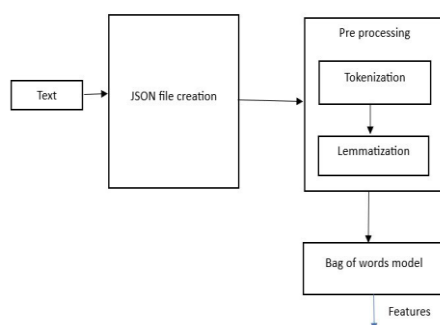 Pre processing
Tokenization
Text
JSON file creation
Lemmatization
Bag of words model
Features